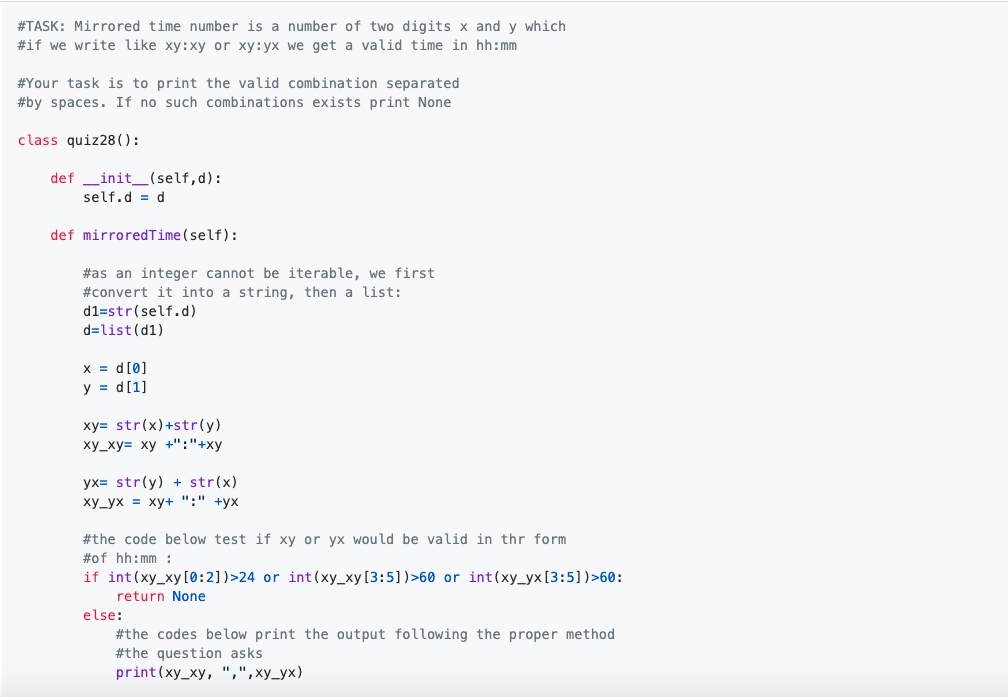 #TASK: Mirrored time number is a number of two digits x and y which
#if we write like xy:xy or xy:yx we get a valid time in hh:mm
#Your task is to print the valid combination separated
#by spaces. If no such combinations exists print None
class quiz28():
def __init__(self,d):
self.d = d
def mirroredTime(self):
#as an integer cannot be iterable, we first
#convert it into a string, then a list:
d1=str(self.d)
d=list(d1)
x = d[0]
y = d[1]
xy= str(x)+str(y)
xy_xy= xy +":"+xy
yx= str(y) + str(x)
xy_yx = xy+ ":" +yx
#the code below test if xy or yx would be valid in thr form
#of hh:mm :
if int(xy_xy[0:2])>24 or int(xy_xy[3:5])>60 or int(xy_yx[3:5])>60:
return None
else:
#the codes below print the output following the proper method
#the question asks
print(xy_xy, ",",xy_yx)